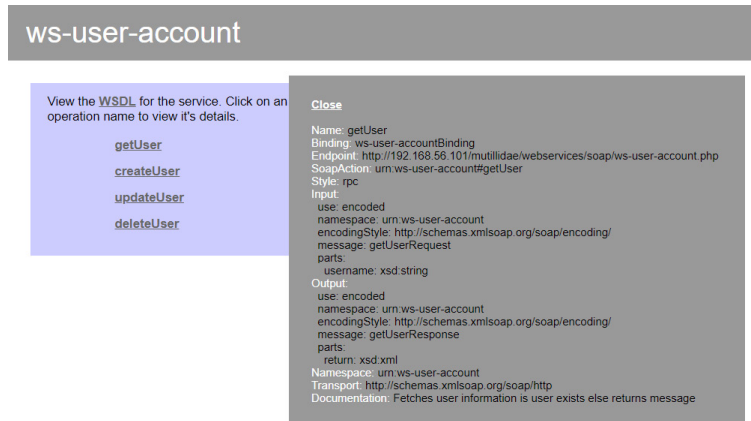 ws-user-account
View the WSDL for the service. Click on an
operation name to view it's details.
getUser
createUser
updateUser
deleteUser
Close
Name: getUser
Binding: ws-user-accountBinding
Endpoint: http://192.168.56.101/mutillidae/webservices/soap/ws-user-account.php
SoapAction: urn:ws-user-account#getUser
Style: rpc
Input:
use: encoded
namespace: urn:ws-user-account
encodingStyle: http://schemas.xmlsoap.org/soap/encoding/
message: getUserRequest
parts:
username: xsd:string
Output:
use: encoded
namespace: urn:ws-user-account
encodingStyle: http://schemas.xmlsoap.org/soap/encoding/
message: getUserResponse
parts:
return: xsd:xml
Namespace: urn:ws-user-account
Transport: http://schemas.xmlsoap.org/soap/http
Documentation: Fetches user information is user exists else returns message